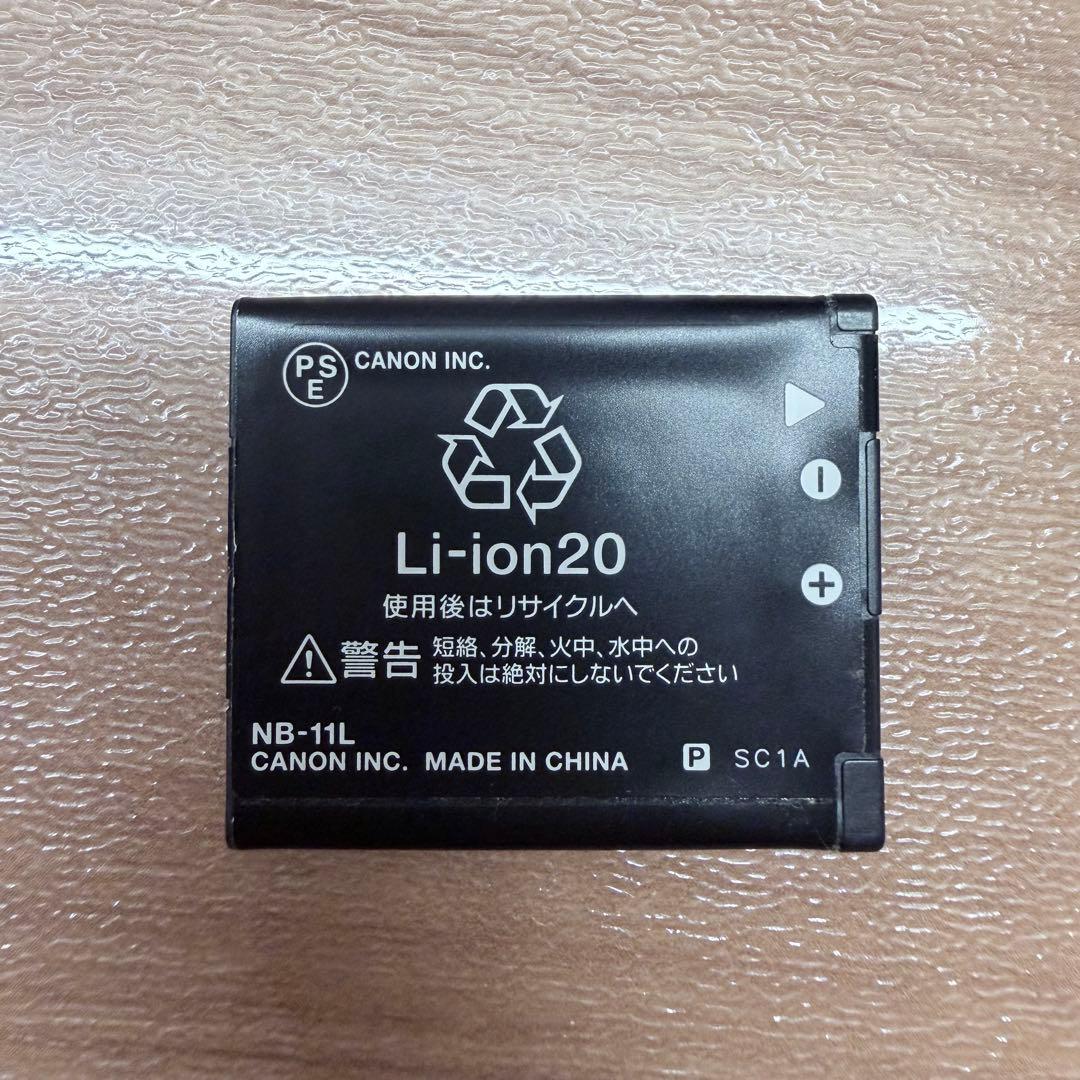 PSE CANON INC.
Li-ion20
使用後はリサイクルへ
警告 短絡、分解、火中、水中への
投入は絶対にしないでください
NB-11L
CANON INC. MADE IN CHINA P SC1A